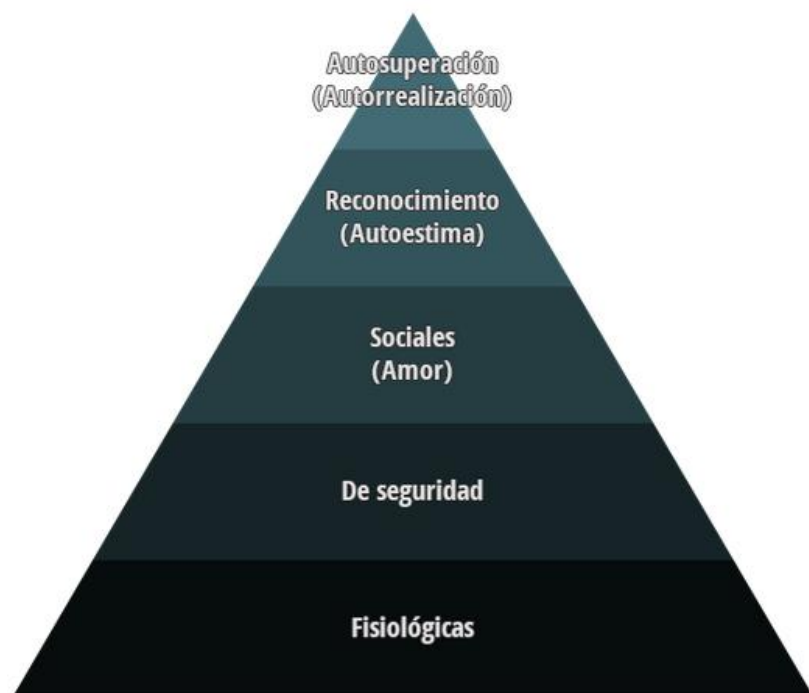 Autosuperación
(Autorrealización)
Reconocimiento
(Autoestima)
Sociales
(Amor)
De seguridad
Fisiológicas